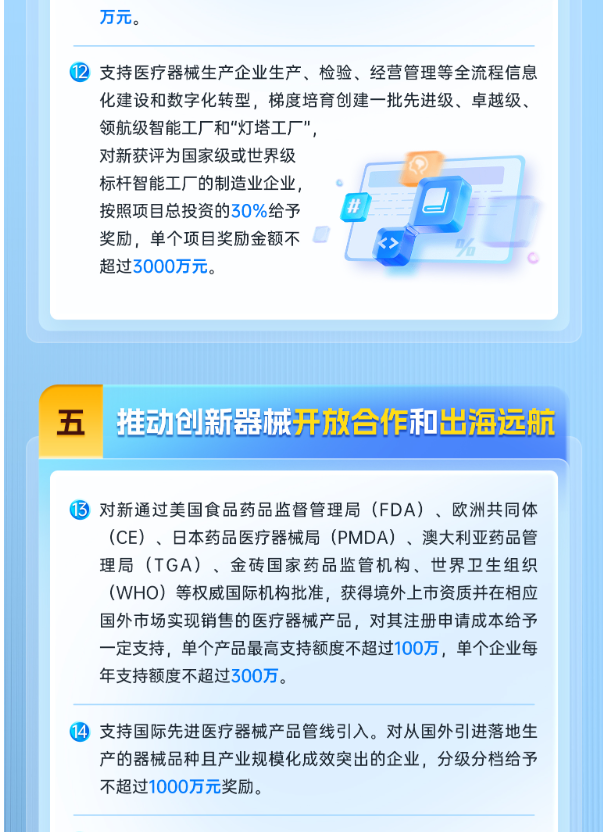 万元。
12 支持医疗器械生产企业生产、检验、经营管理等全流程信息
化建设和数字化转型，梯度培育创建一批先进级、卓越级、
领航级智能工厂和“灯塔工厂”，
对新获评为国家级或世界级
标杆智能工厂的制造业企业，
按照项目总投资的30%给予
奖励，单个项目奖励金额不
超过3000万元。
#
<>
%
五 推动创新器械开放合作和出海远航
13 对新通过美国食品药品监督管理局（FDA）、欧洲共同体
（CE）、日本药品医疗器械局（PMDA）、澳大利亚药品管
理局（TGA）、金砖国家药品监管机构、世界卫生组织
（WHO）等权威国际机构批准，获得境外上市资质并在相应
国外市场实现销售的医疗器械产品，对其注册申请成本给予
一定支持，单个产品最高支持额度不超过100万，单个企业每
年支持额度不超过300万。
14 支持国际先进医疗器械产品管线引入。对从国外引进落地生
产的器械品种且产业规模化成效突出的企业，分级分档给予
不超过1000万元奖励。